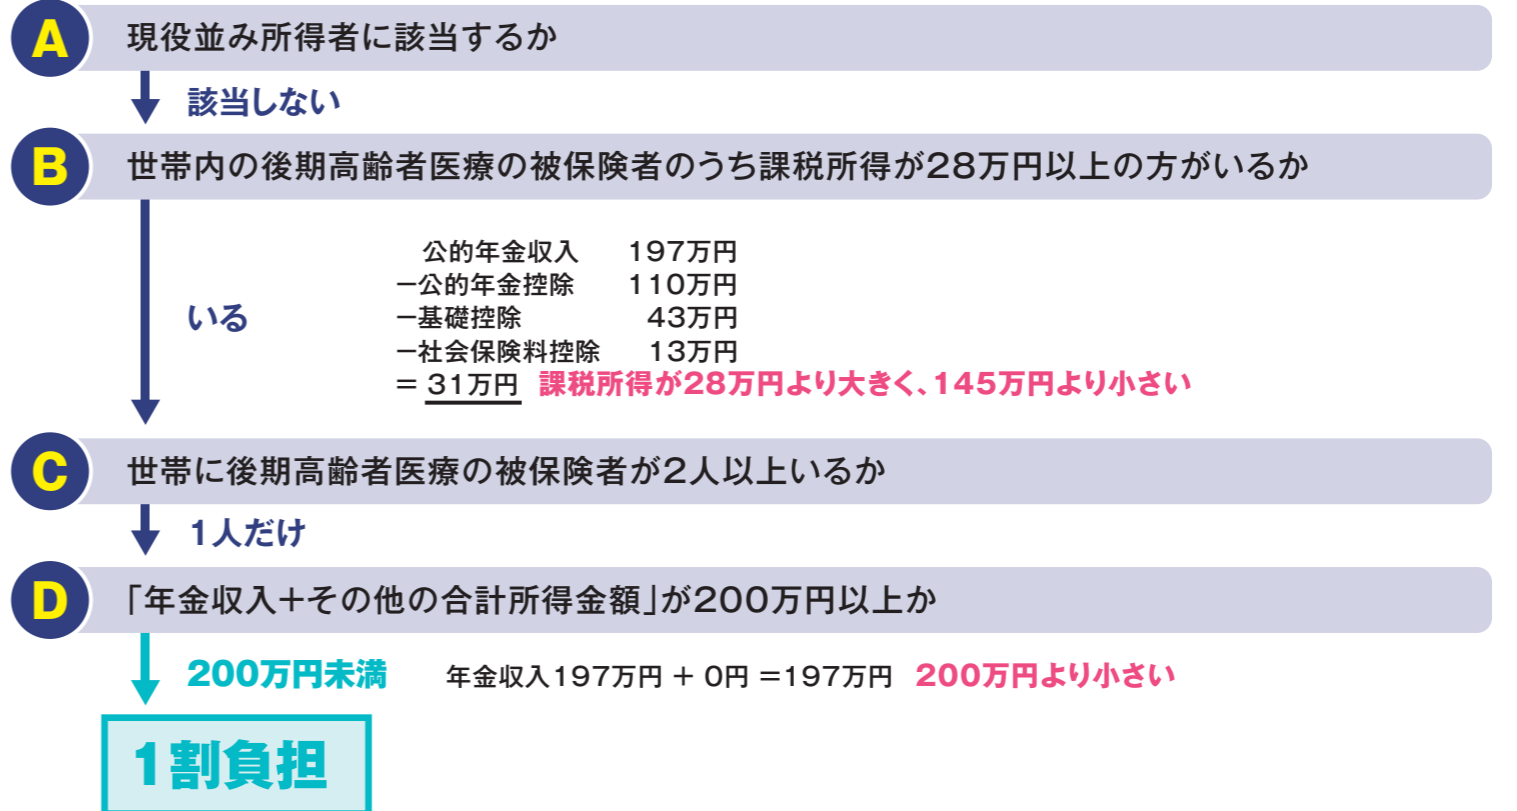 A 現役並み所得者に該当するか
該当しない
B 世帯内の後期高齢者医療の被保険者のうち課税所得が28万円以上の方がいるか
公的年金収入 197万円
－公的年金控除 110万円
いる －基礎控除 43万円
－社会保険料控除 13万円
＝ 31万円 課税所得が28万円より大きく、145万円より小さい
C 世帯に後期高齢者医療の被保険者が2人以上いるか
1人だけ
D 「年金収入＋その他の合計所得金額」が200万円以上か
200万円未満 年金収入197万円 ＋ 0円 ＝197万円 200万円より小さい
1割負担